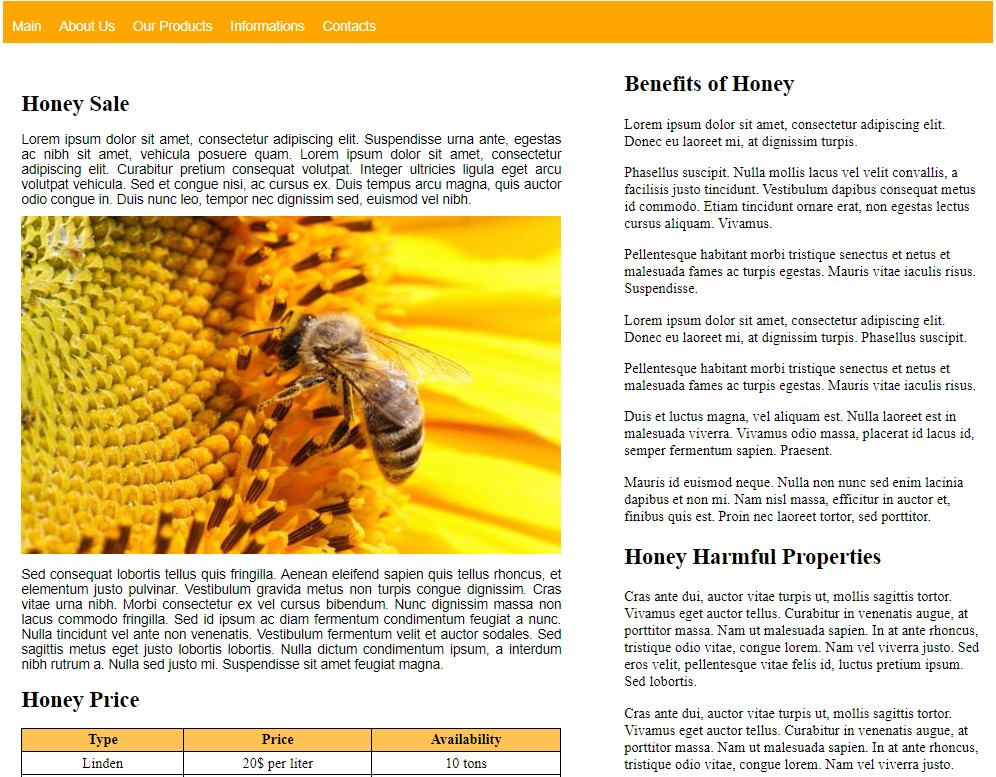 Main About Us Our Products Informations Contacts
Honey Sale
Lorem ipsum dolor sit amet, consectetur adipiscing elit. Suspendisse urna ante, egestas
ac nibh sit amet, vehicula posuere quam. Lorem ipsum dolor sit amet, consectetur
adipiscing elit. Curabitur pretium consequat volutpat. Integer ultricies ligula eget arcu
volutpat vehicula. Sed et congue nisi, ac cursus ex. Duis tempus arcu magna, quis auctor
odio congue in. Duis nunc leo, tempor nec dignissim sed, euismod vel nibh.
Sed consequat lobortis tellus quis fringilla. Aenean eleifend sapien quis tellus rhoncus, et
elementum justo pulvinar. Vestibulum gravida metus non turpis congue dignissim. Cras
vitae urna nibh. Morbi consectetur ex vel cursus bibendum. Nunc dignissim massa non
lacus commodo fringilla. Sed id ipsum ac diam fermentum condimentum feugiat a nunc.
Nulla tincidunt vel ante non venenatis. Vestibulum fermentum velit et auctor sodales. Sed
sagittis metus eget justo lobortis lobortis. Nulla dictum condimentum ipsum, a interdum
nibh rutrum a. Nulla sed justo mi. Suspendisse sit amet feugiat magna.
Honey Price
Type Price Availability
Linden 20$ per liter 10 tons
Benefits of Honey
Lorem ipsum dolor sit amet, consectetur adipiscing elit.
Donec eu laoreet mi, at dignissim turpis.
Phasellus suscipit. Nulla mollis lacus vel velit convallis, a
facilisis justo tincidunt. Vestibulum dapibus consequat metus
id commodo. Etiam tincidunt ornare erat, non egestas lectus
cursus aliquam. Vivamus.
Pellentesque habitant morbi tristique senectus et netus et
malesuada fames ac turpis egestas. Mauris vitae iaculis risus.
Suspendisse.
Lorem ipsum dolor sit amet, consectetur adipiscing elit.
Donec eu laoreet mi, at dignissim turpis. Phasellus suscipit.
Pellentesque habitant morbi tristique senectus et netus et
malesuada fames ac turpis egestas. Mauris vitae iaculis risus.
Duis et luctus magna, vel aliquam est. Nulla laoreet est in
malesuada viverra. Vivamus odio massa, placerat id lacus id,
semper fermentum sapien. Praesent.
Mauris id euismod neque. Nulla non nunc sed enim lacinia
dapibus et non mi. Nam nisl massa, efficitur in auctor et,
finibus quis est. Proin nec laoreet tortor, sed porttitor.
Honey Harmful Properties
Cras ante dui, auctor vitae turpis ut, mollis sagittis tortor.
Vivamus eget auctor tellus. Curabitur in venenatis augue, at
porttitor massa. Nam ut malesuada sapien. In at ante rhoncus,
tristique odio vitae, congue lorem. Nam vel viverra justo. Sed
eros velit, pellentesque vitae felis id, luctus pretium ipsum.
Sed lobortis.
Cras ante dui, auctor vitae turpis ut, mollis sagittis tortor.
Vivamus eget auctor tellus. Curabitur in venenatis augue, at
porttitor massa. Nam ut malesuada sapien. In at ante rhoncus,
tristique odio vitae, congue lorem. Nam vel viverra justo.